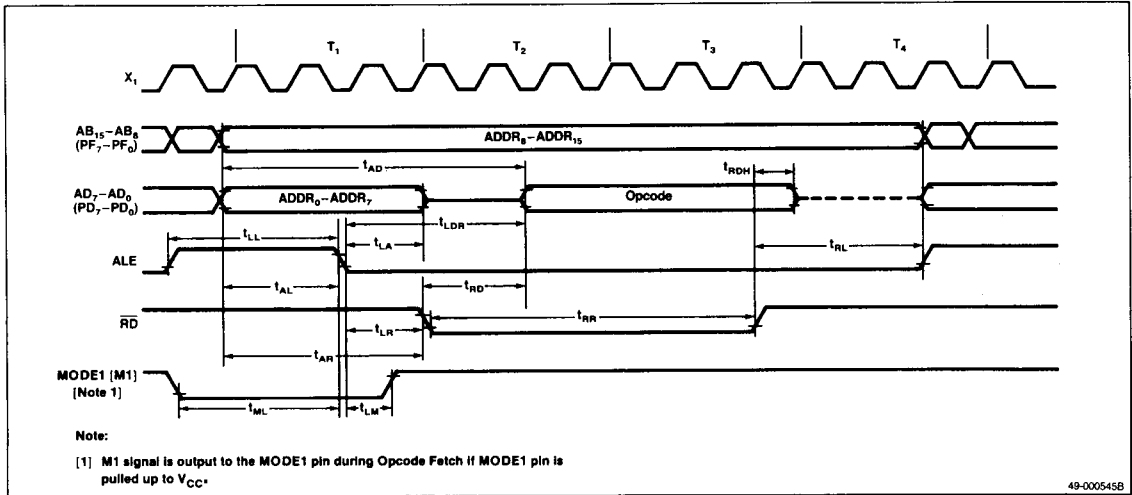 T1 T2 T3 T4
X1
AB15–AB8
(PF7–PF0)
ADDR8–ADDR15
tAD
tRDH
AD7–AD0
(PD7–PD0)
ADDR0–ADDR7
Opcode
tLDR
tLL
tLA
tRL
ALE
tAL
tRD
RD
tRR
tLR
tAR
MODE1 [M1]
[Note 1]
tML
tLM
Note:
[1] M1 signal is output to the MODE1 pin during Opcode Fetch if MODE1 pin is
pulled up to VCC.
49-000545B